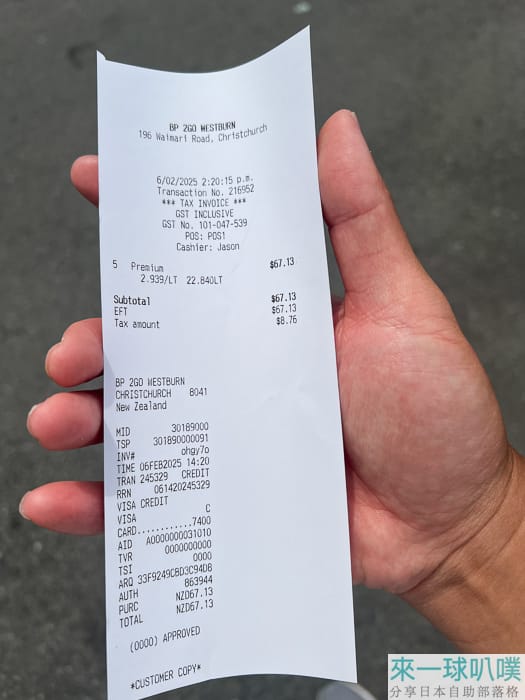 BP 2GO WESTBURN
196 Waimari Road, Christchurch
6/02/2025 2:20:15 p.m.
Transaction No. 216952
*** TAX INVOICE ***
GST INCLUSIVE
GST No. 101-047-539
POS: POS1
Cashier: Jason
5 Premium $67.13
2.939/LT 22.840LT
Subtotal $67.13
EFT $67.13
Tax amount $8.76
BP 2GO WESTBURN
CHRISTCHURCH 8041
New Zealand
MID 30189000
TSP 301890000091
INV# ohgy7o
TIME 06FEB2025 14:20
TRAN 245329 CREDIT
RRN 061420245329
VISA CREDIT
VISA C
CARD............7400
AID A0000000031010
TVR 0000000000
TSI 0000
ARQ 33F9249CBD3C94D8
AUTH 863944
PURC NZD67.13
TOTAL NZD67.13
(0000) APPROVED
*CUSTOMER COPY*
來一球叭噗
分享日本自助部落格